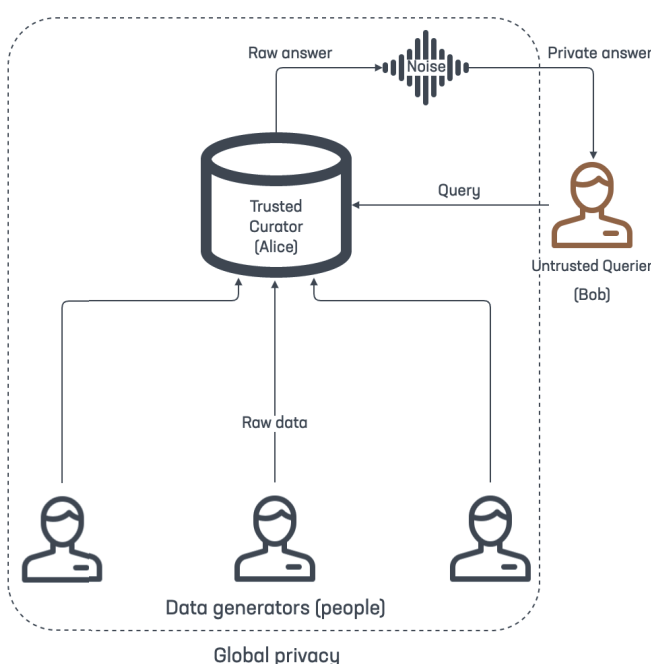 Raw answer
Noise
Private answer
Trusted
Curator
(Alice)
Query
Untrusted Querier
(Bob)
Raw data
Data generators (people)
Global privacy